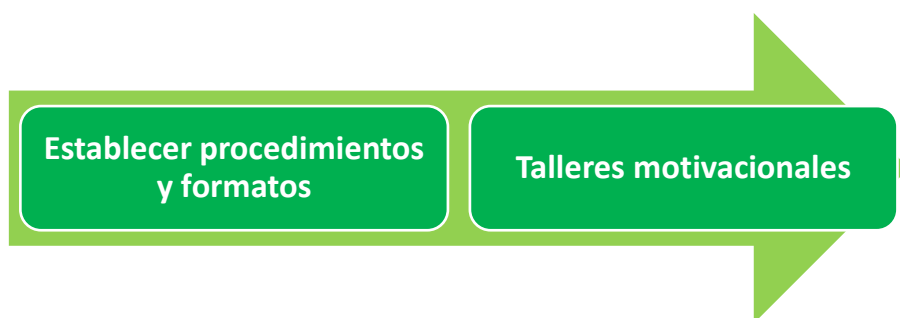 Establecer procedimientos
y formatos
Talleres motivacionales